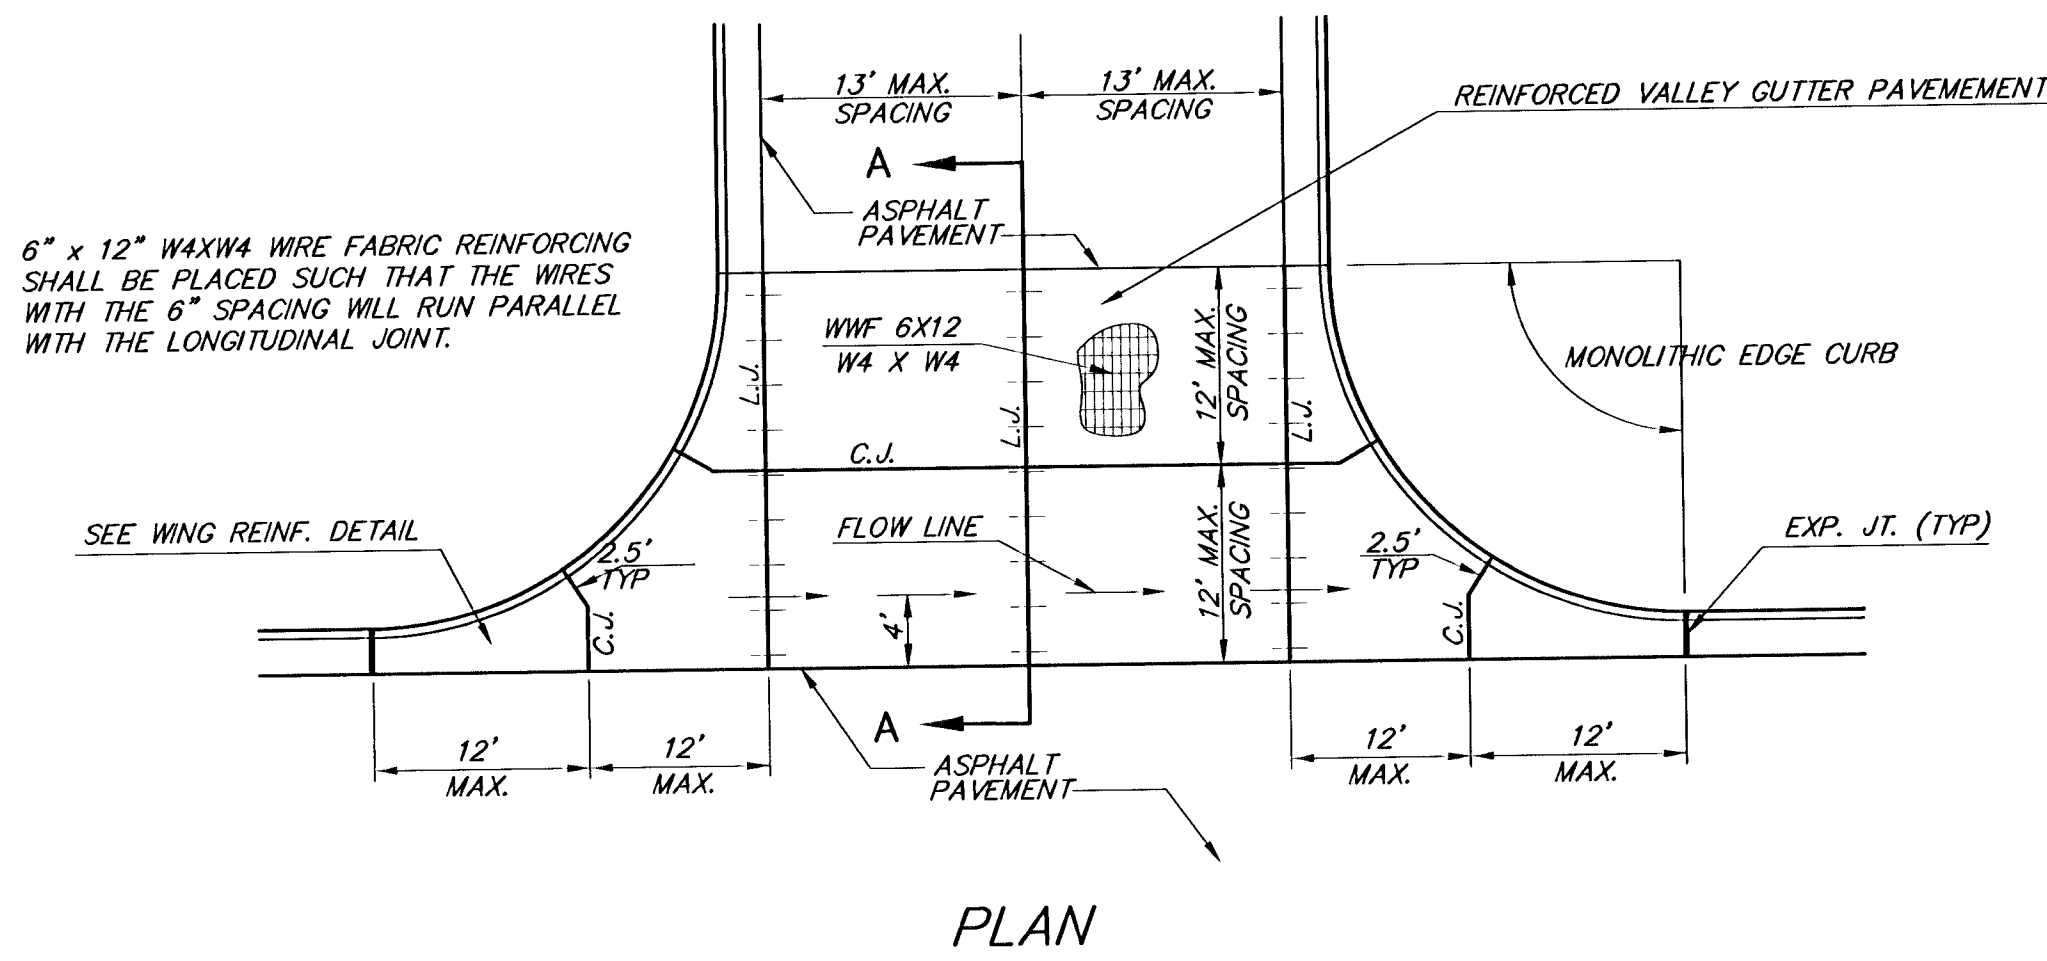 13' MAX.
SPACING
13' MAX.
SPACING
REINFORCED VALLEY GUTTER PAVEMEMENT
A
ASPHALT
PAVEMENT
6" x 12" W4XW4 WIRE FABRIC REINFORCING
SHALL BE PLACED SUCH THAT THE WIRES
WITH THE 6" SPACING WILL RUN PARALLEL
WITH THE LONGITUDINAL JOINT.
WWF 6X12
W4 X W4
12' MAX.
SPACING
MONOLITHIC EDGE CURB
L.J.
L.J.
L.J.
C.J.
SEE WING REINF. DETAIL
2.5'
TYP
FLOW LINE
12' MAX.
SPACING
2.5'
TYP
EXP. JT. (TYP)
C.J.
4'
C.J.
A
12'
MAX.
12'
MAX.
ASPHALT
PAVEMENT
12'
MAX.
12'
MAX.
PLAN